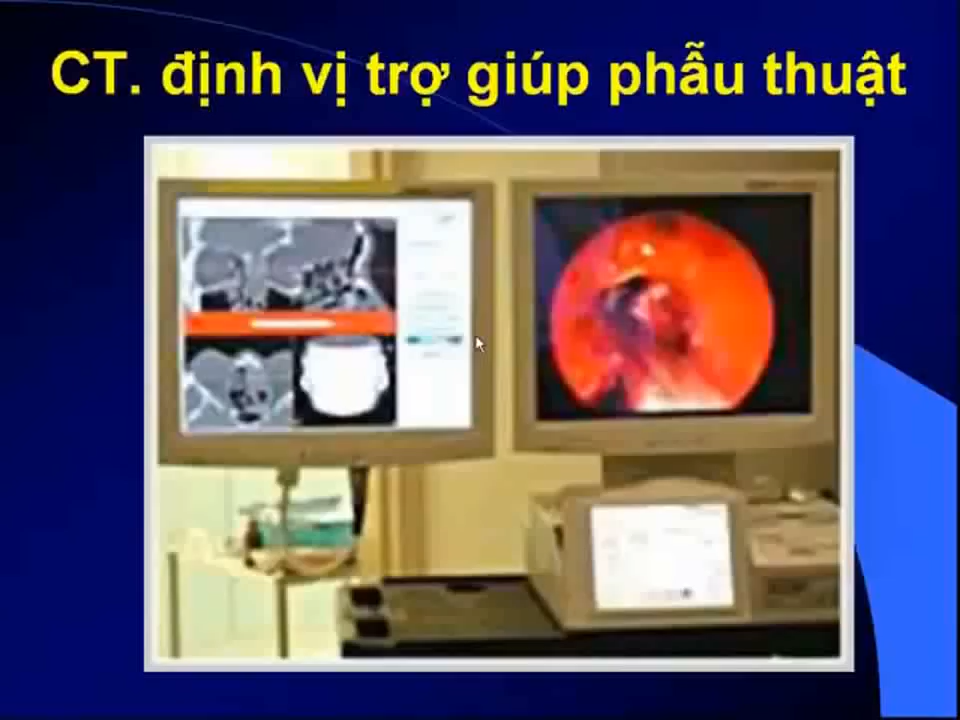 CT. định vị trợ giúp phẫu thuật